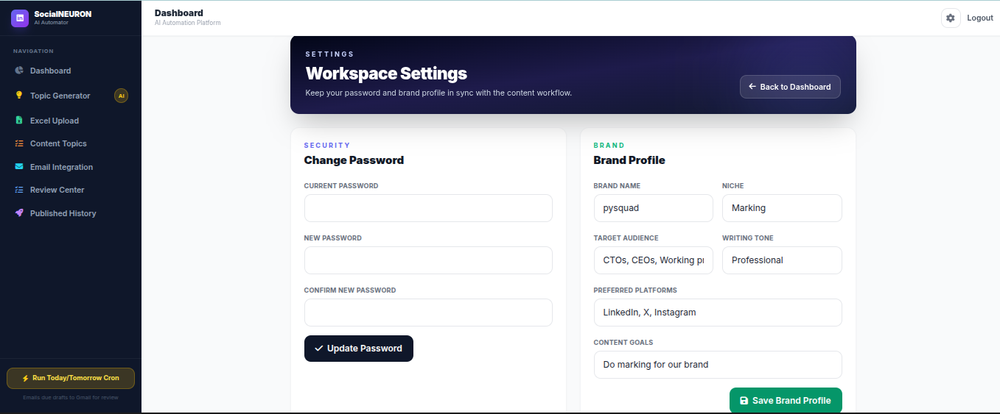 SocialNEURON
AI Automator
NAVIGATION
Dashboard
Topic Generator AI
Excel Upload
Content Topics
Email Integration
Review Center
Published History
Run Today/Tomorrow Cron
Emails due drafts to Gmail for review
Dashboard
AI Automation Platform
Logout
SETTINGS
Workspace Settings
Keep your password and brand profile in sync with the content workflow.
Back to Dashboard
SECURITY
Change Password
CURRENT PASSWORD
NEW PASSWORD
CONFIRM NEW PASSWORD
Update Password
BRAND
Brand Profile
BRAND NAME NICHE
pysquad Marking
TARGET AUDIENCE WRITING TONE
CTOs, CEOs, Working pr Professional
PREFERRED PLATFORMS
LinkedIn, X, Instagram
CONTENT GOALS
Do marking for our brand
Save Brand Profile